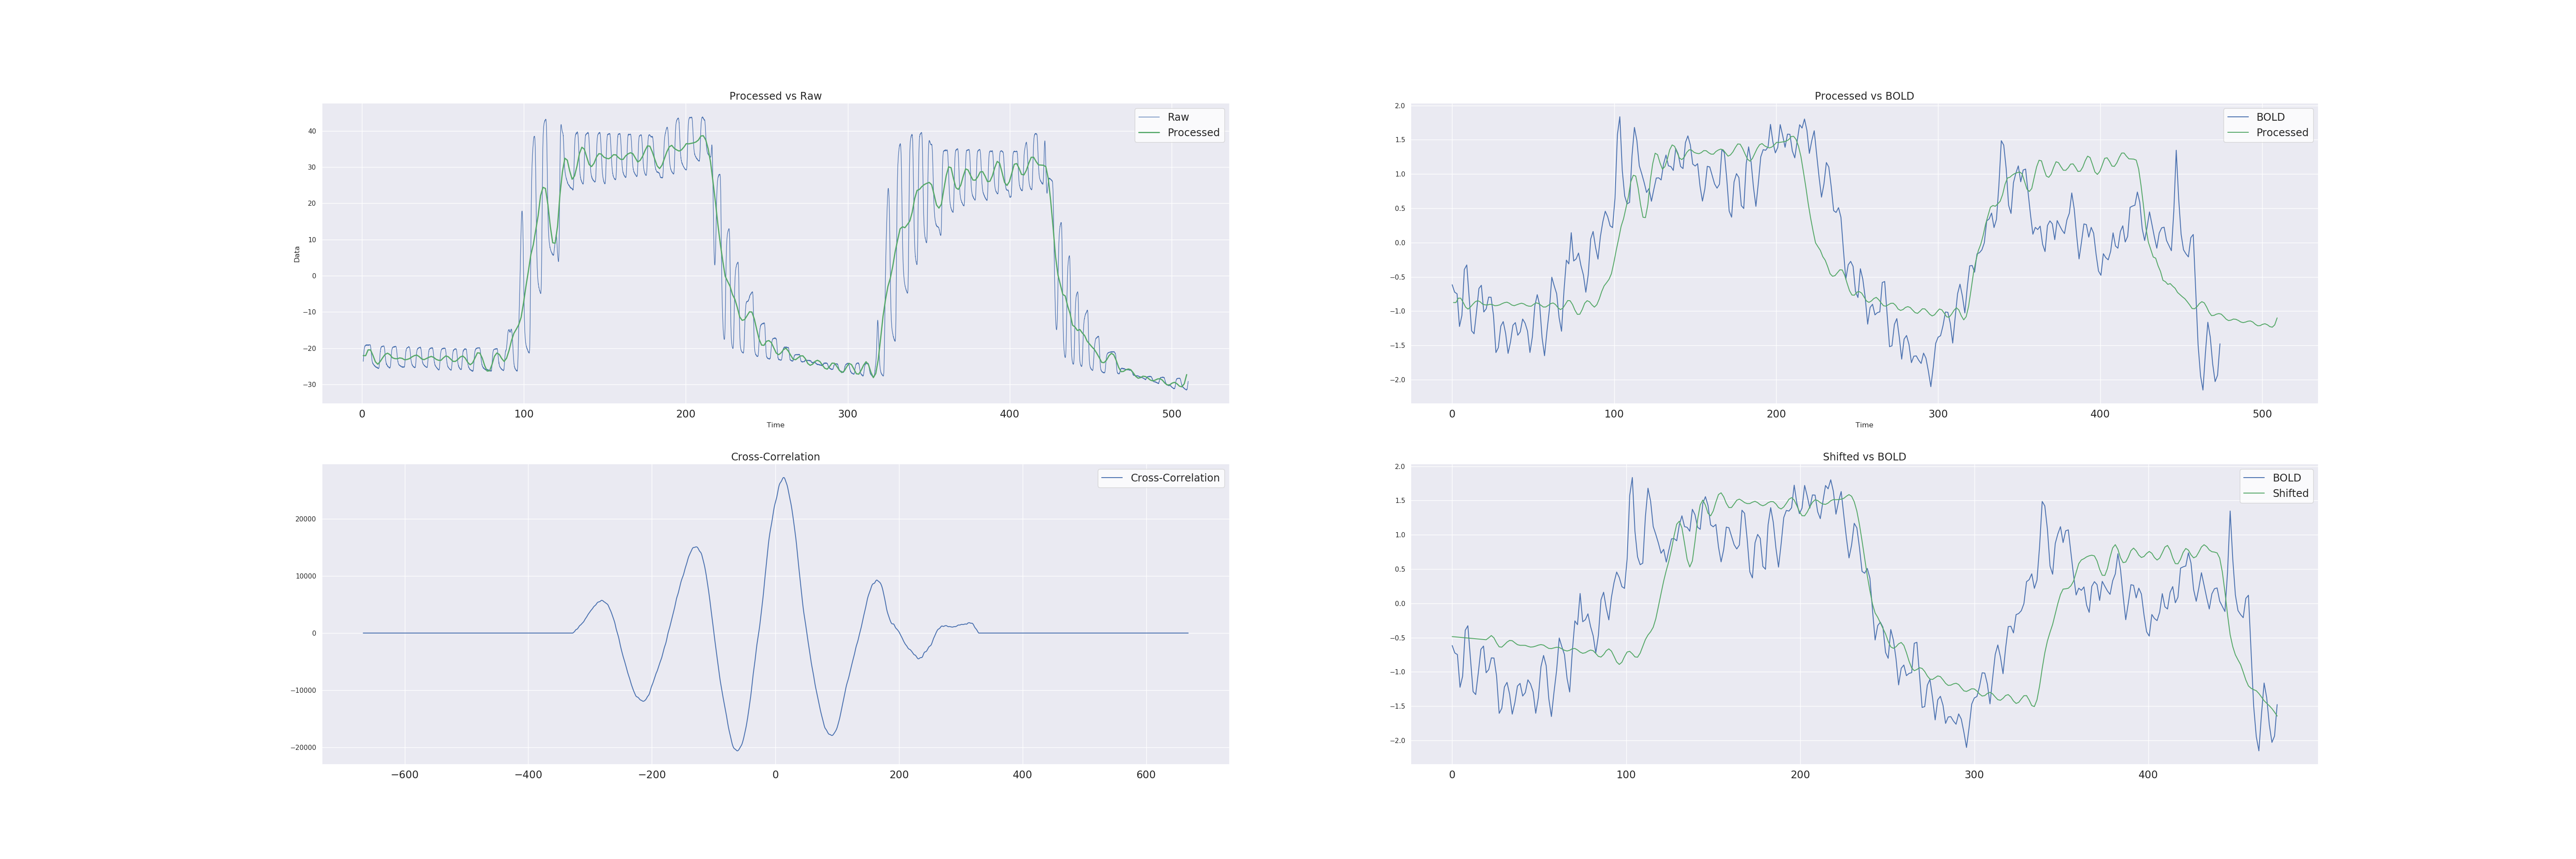 Processed vs Raw
Raw
Processed
40
30
20
10
0
−10
−20
−30
Data
0 100 200 300 400 500
Time
Processed vs BOLD
BOLD
Processed
2.0
1.5
1.0
0.5
0.0
−0.5
−1.0
−1.5
−2.0
0 100 200 300 400 500
Time
Cross-Correlation
Cross-Correlation
20000
10000
0
−10000
−20000
−600 −400 −200 0 200 400 600
Shifted vs BOLD
BOLD
Shifted
2.0
1.5
1.0
0.5
0.0
−0.5
−1.0
−1.5
−2.0
0 100 200 300 400